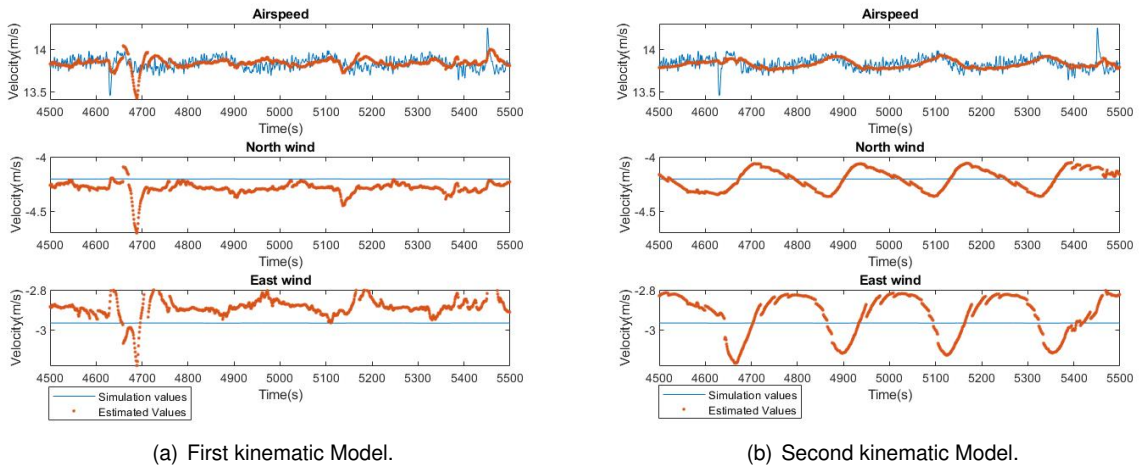 Airspeed
Velocity(m/s)
14
13.5
4500 4600 4700 4800 4900 5000 5100 5200 5300 5400 5500
Time(s)
North wind
Velocity(m/s)
-4
-4.5
4500 4600 4700 4800 4900 5000 5100 5200 5300 5400 5500
Time(s)
East wind
Velocity(m/s)
-2.8
-3
4500 4600 4700 4800 4900 5000 5100 5200 5300 5400 5500
Time(s)
Simulation values
Estimated Values
(a) First kinematic Model.
Airspeed
Velocity(m/s)
14
13.5
4500 4600 4700 4800 4900 5000 5100 5200 5300 5400 5500
Time(s)
North wind
Velocity(m/s)
-4
-4.5
4500 4600 4700 4800 4900 5000 5100 5200 5300 5400 5500
Time(s)
East wind
Velocity(m/s)
-2.8
-3
4500 4600 4700 4800 4900 5000 5100 5200 5300 5400 5500
Time(s)
Simulation values
Estimated Values
(b) Second kinematic Model.